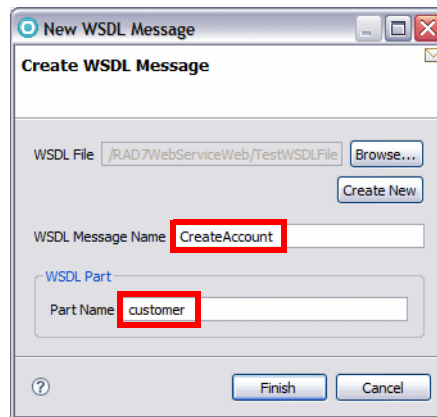 New WSDL Message
Create WSDL Message
WSDL File /RAD7WebServiceWeb/TestWSDLFile Browse...
Create New
WSDL Message Name CreateAccount
WSDL Part
Part Name customer
? Finish Cancel